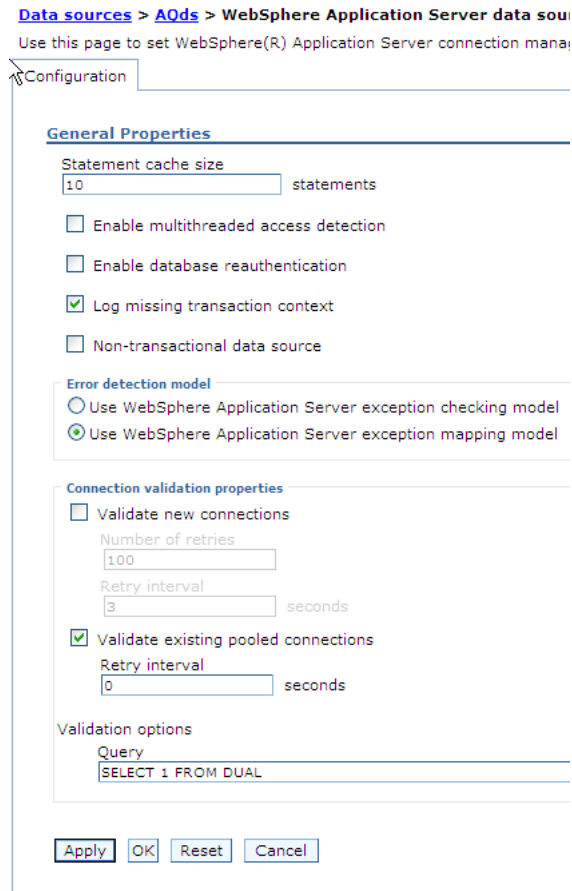 Data sources > AQds > WebSphere Application Server data sou
Use this page to set WebSphere(R) Application Server connection mana
Configuration
General Properties
Statement cache size
10 statements
Enable multithreaded access detection
Enable database reauthentication
Log missing transaction context
Non-transactional data source
Error detection model
Use WebSphere Application Server exception checking model
Use WebSphere Application Server exception mapping model
Connection validation properties
Validate new connections
Number of retries
100
Retry interval
3 seconds
Validate existing pooled connections
Retry interval
0 seconds
Validation options
Query
SELECT 1 FROM DUAL
Apply OK Reset Cancel